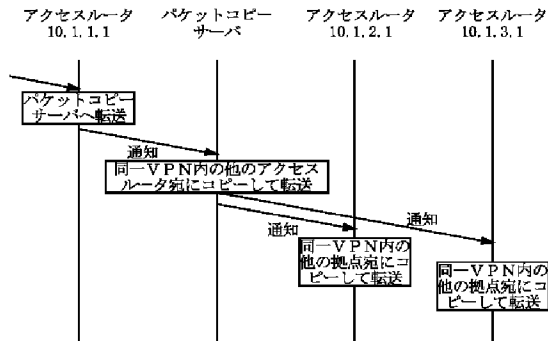 アクセスルータ
10.1.1.1
パケットコピー
サーバ
アクセスルータ
10.1.2.1
アクセスルータ
10.1.3.1
パケットコピー
サーバへ転送
通知
同一VPN内の他のアクセス
ルータ宛にコピーして転送
通知
通知
同一VPN内の
他の拠点宛にコ
ピーして転送
同一VPN内の
他の拠点宛にコ
ピーして転送